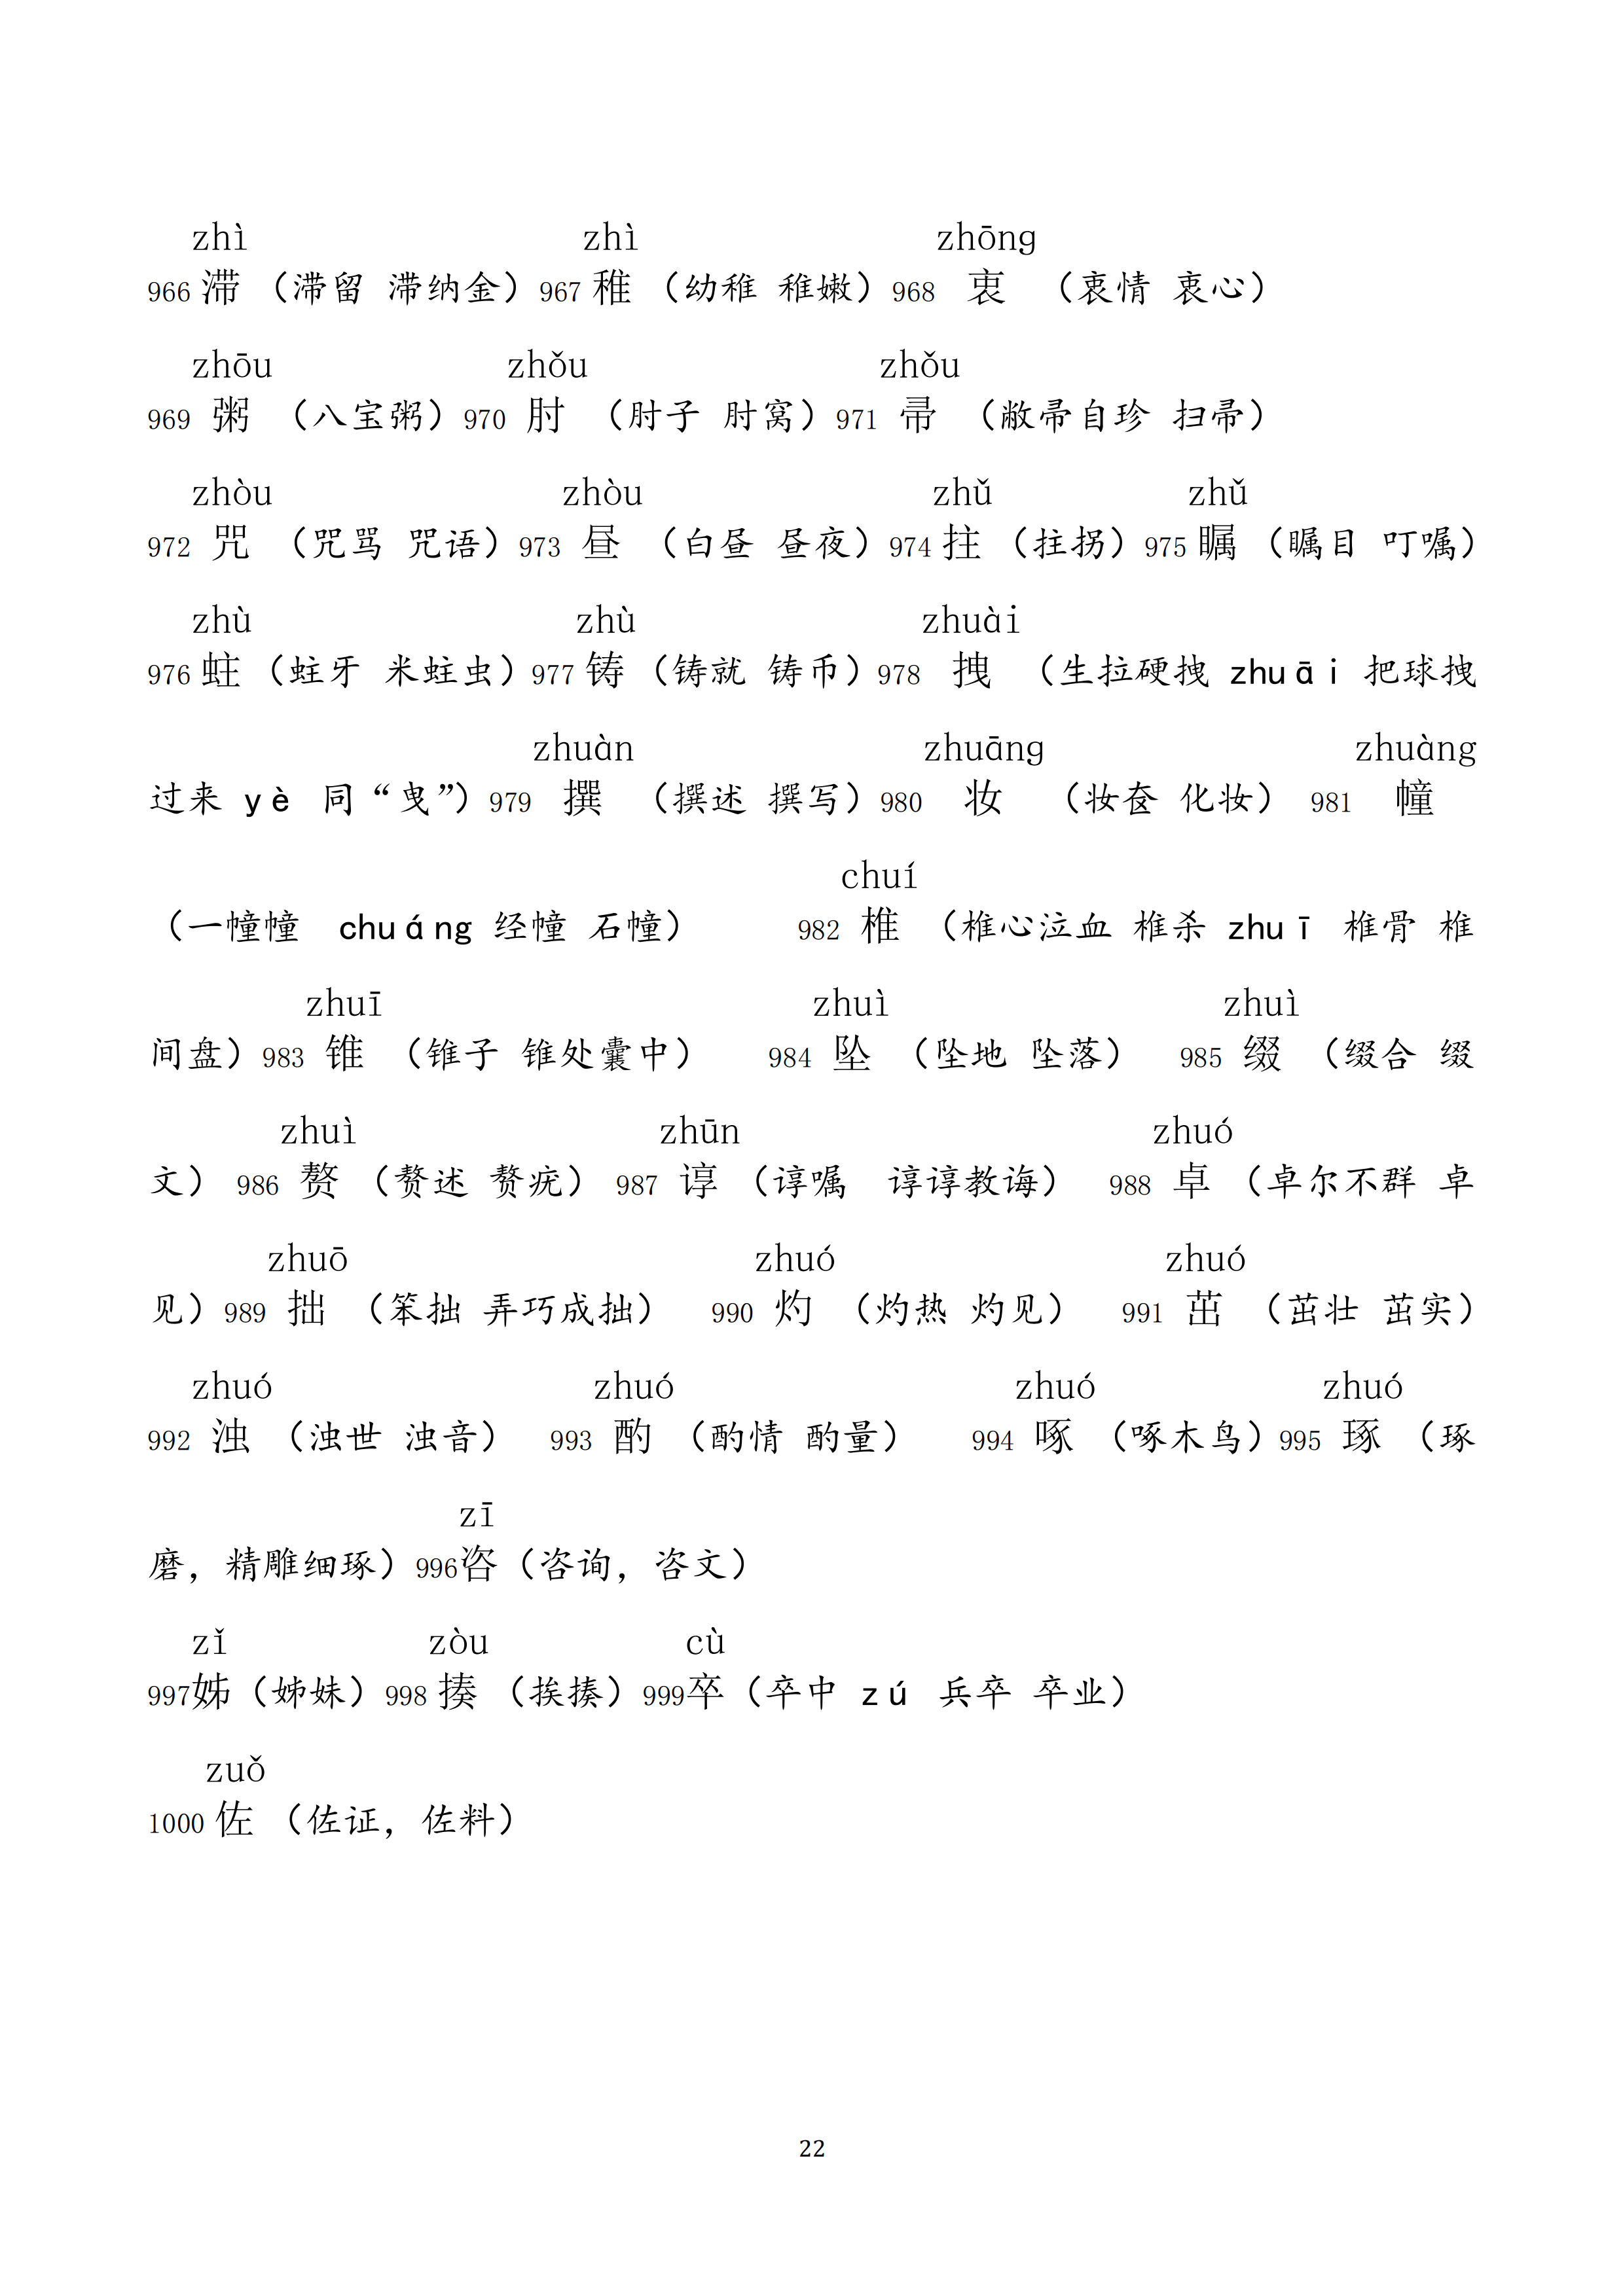 zhì zhì zhōng
966 滞 （滞留 滞纳金）967 稚 （幼稚 稚嫩）968 衷 （衷情 衷心）
zhōu zhǒu zhǒu
969 粥 （八宝粥）970 肘 （肘子 肘窝）971 帚 （敝帚自珍 扫帚）
zhòu zhòu zhǔ zhǔ
972 咒 （咒骂 咒语）973 昼 （白昼 昼夜）974 拄 （拄拐）975 瞩 （瞩目 叮嘱）
zhù zhù zhuài
976 蛀 （蛀牙 米蛀虫）977 铸 （铸就 铸币）978 拽 （生拉硬拽 zhuāi 把球拽
zhuàn zhuāng zhuàng
过来 yè 同“曳”）979 撰 （撰述 撰写）980 妆 （妆奁 化妆） 981 幢
chuí
（一幢幢 chuáng 经幢 石幢） 982 椎 （椎心泣血 椎杀 zhuī 椎骨 椎
zhuī zhuì zhuì
间盘）983 锥 （锥子 锥处囊中） 984 坠 （坠地 坠落） 985 缀 （缀合 缀
zhuì zhūn zhuó
文） 986 赘 （赘述 赘疣） 987 谆 （谆嘱 谆谆教诲） 988 卓 （卓尔不群 卓
zhuō zhuó zhuó
见）989 拙 （笨拙 弄巧成拙） 990 灼 （灼热 灼见） 991 茁 （茁壮 茁实）
zhuó zhuó zhuó zhuó
992 浊 （浊世 浊音） 993 酌 （酌情 酌量） 994 啄 （啄木鸟）995 琢 （琢
zī
磨，精雕细琢）996咨（咨询，咨文）
zǐ zòu cù
997姊（姊妹）998 揍 （挨揍）999卒（卒中 zú 兵卒 卒业）
zuǒ
1000 佐 （佐证，佐料）
22